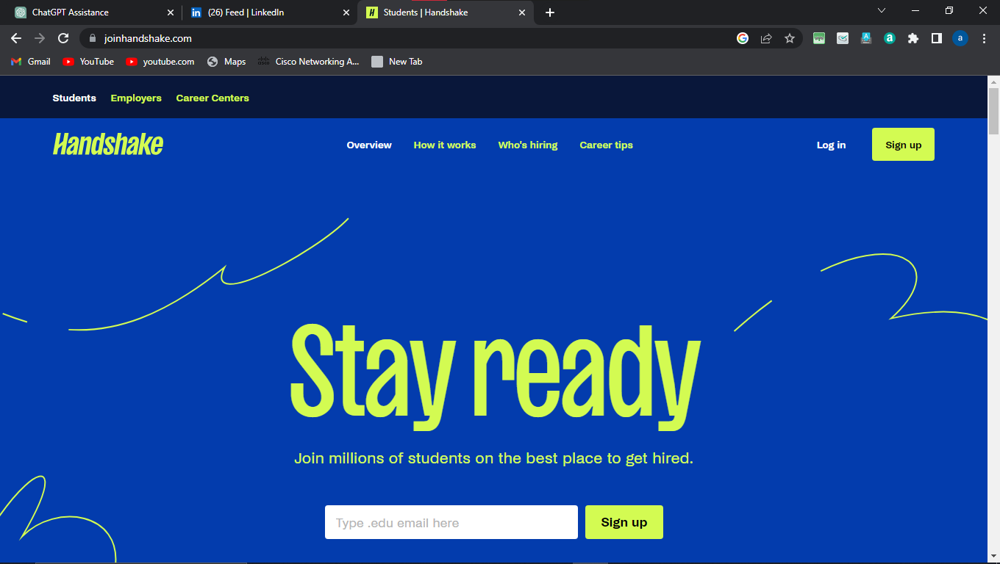 ChatGPT Assistance
(26) Feed | LinkedIn
Students | Handshake
joinhandshake.com
Gmail
YouTube
youtube.com
Maps
Cisco Networking A...
New Tab
Students Employers Career Centers
Handshake
Overview How it works Who's hiring Career tips
Log in Sign up
Stay ready
Join millions of students on the best place to get hired.
Type .edu email here
Sign up